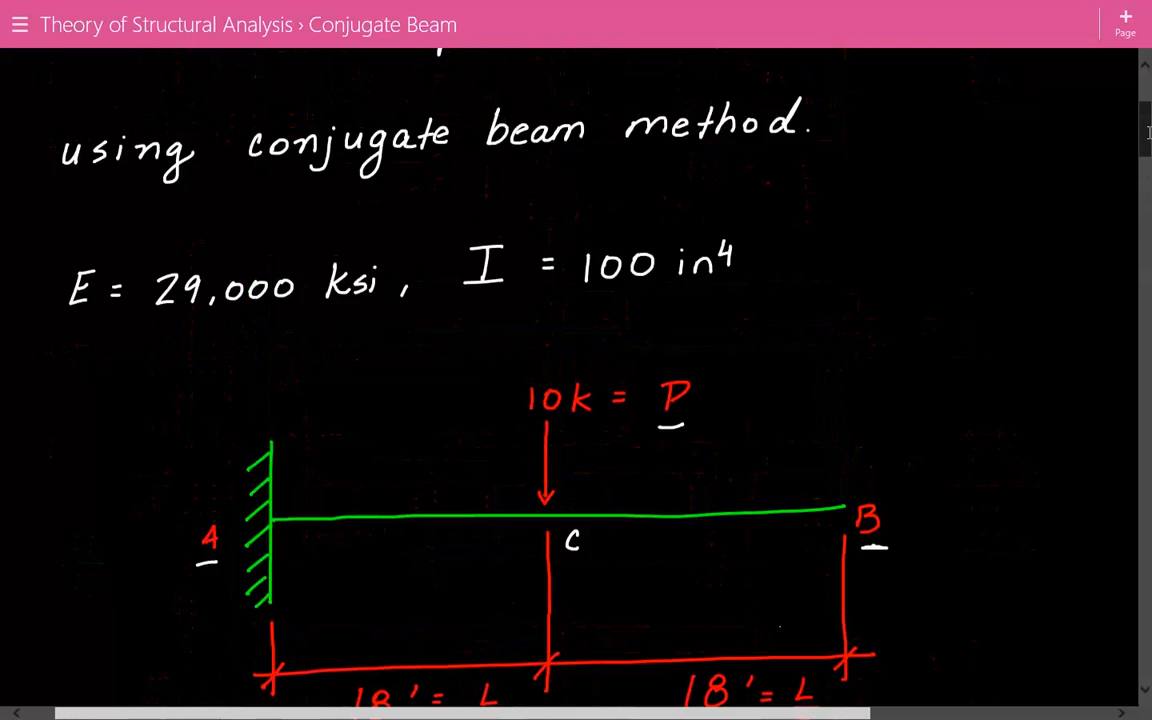 Theory of Structural Analysis › Conjugate Beam
Page
using conjugate beam method.
E = 29,000 ksi, I = 100 in⁴
10k = P
A
C
B
18' = L
18' = L